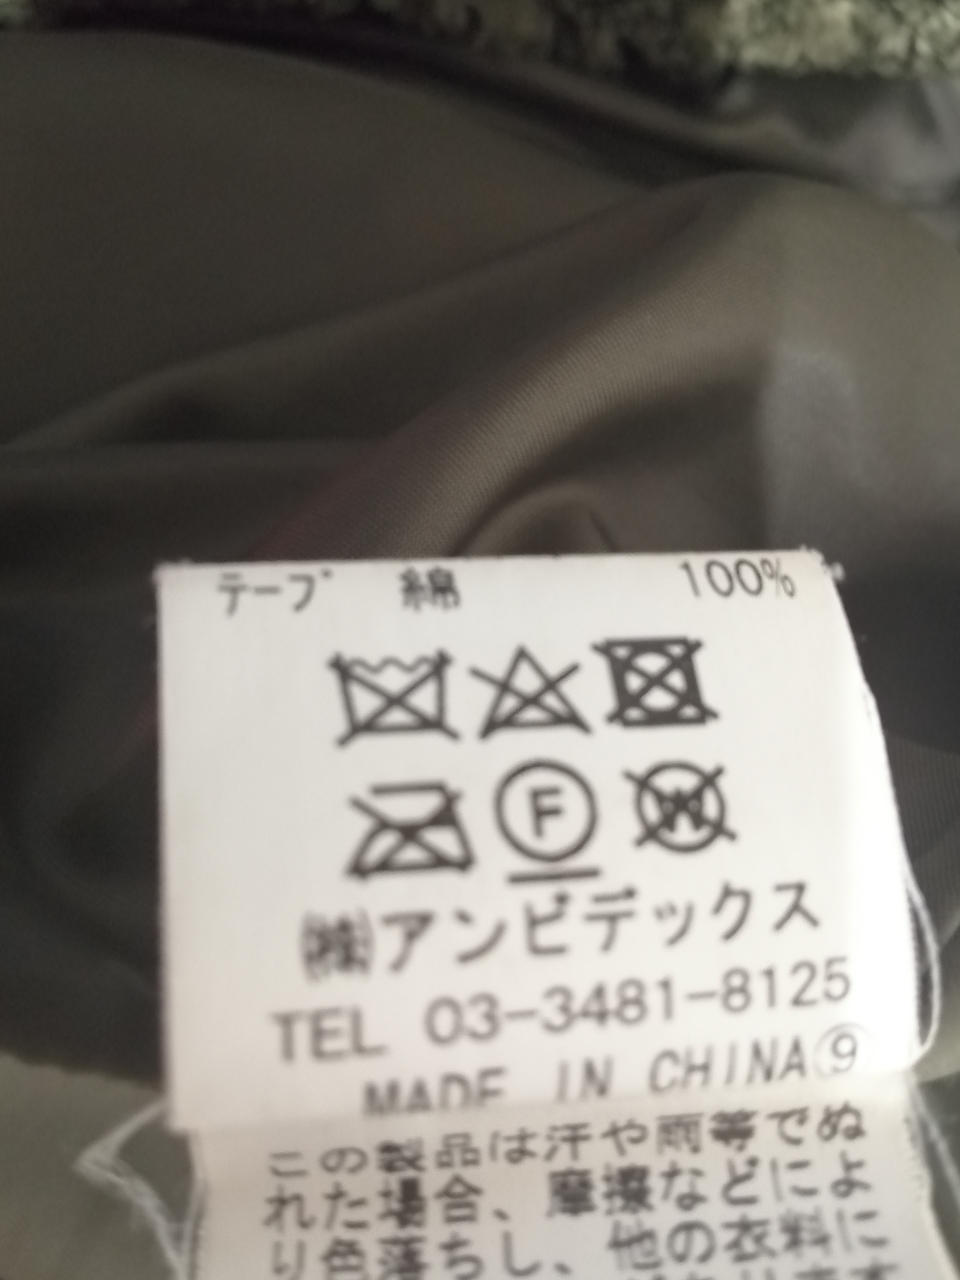 テープ 綿 100%
F W
㈱アンビデックス
TEL 03-3481-8125
MADE IN CHINA⑨
この製品は汗や雨等でぬ
れた場合、摩擦などによ
り色落ちし、他の衣料に